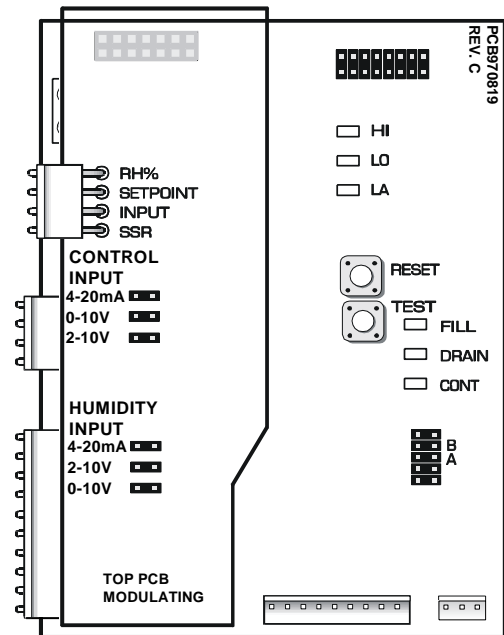 PCB970819
REV. C
HI
LO
LA
RH%
SETPOINT
INPUT
SSR
CONTROL
INPUT
4-20mA
0-10V
2-10V
RESET
TEST
FILL
DRAIN
CONT
HUMIDITY
INPUT
4-20mA
2-10V
0-10V
B
A
TOP PCB
MODULATING